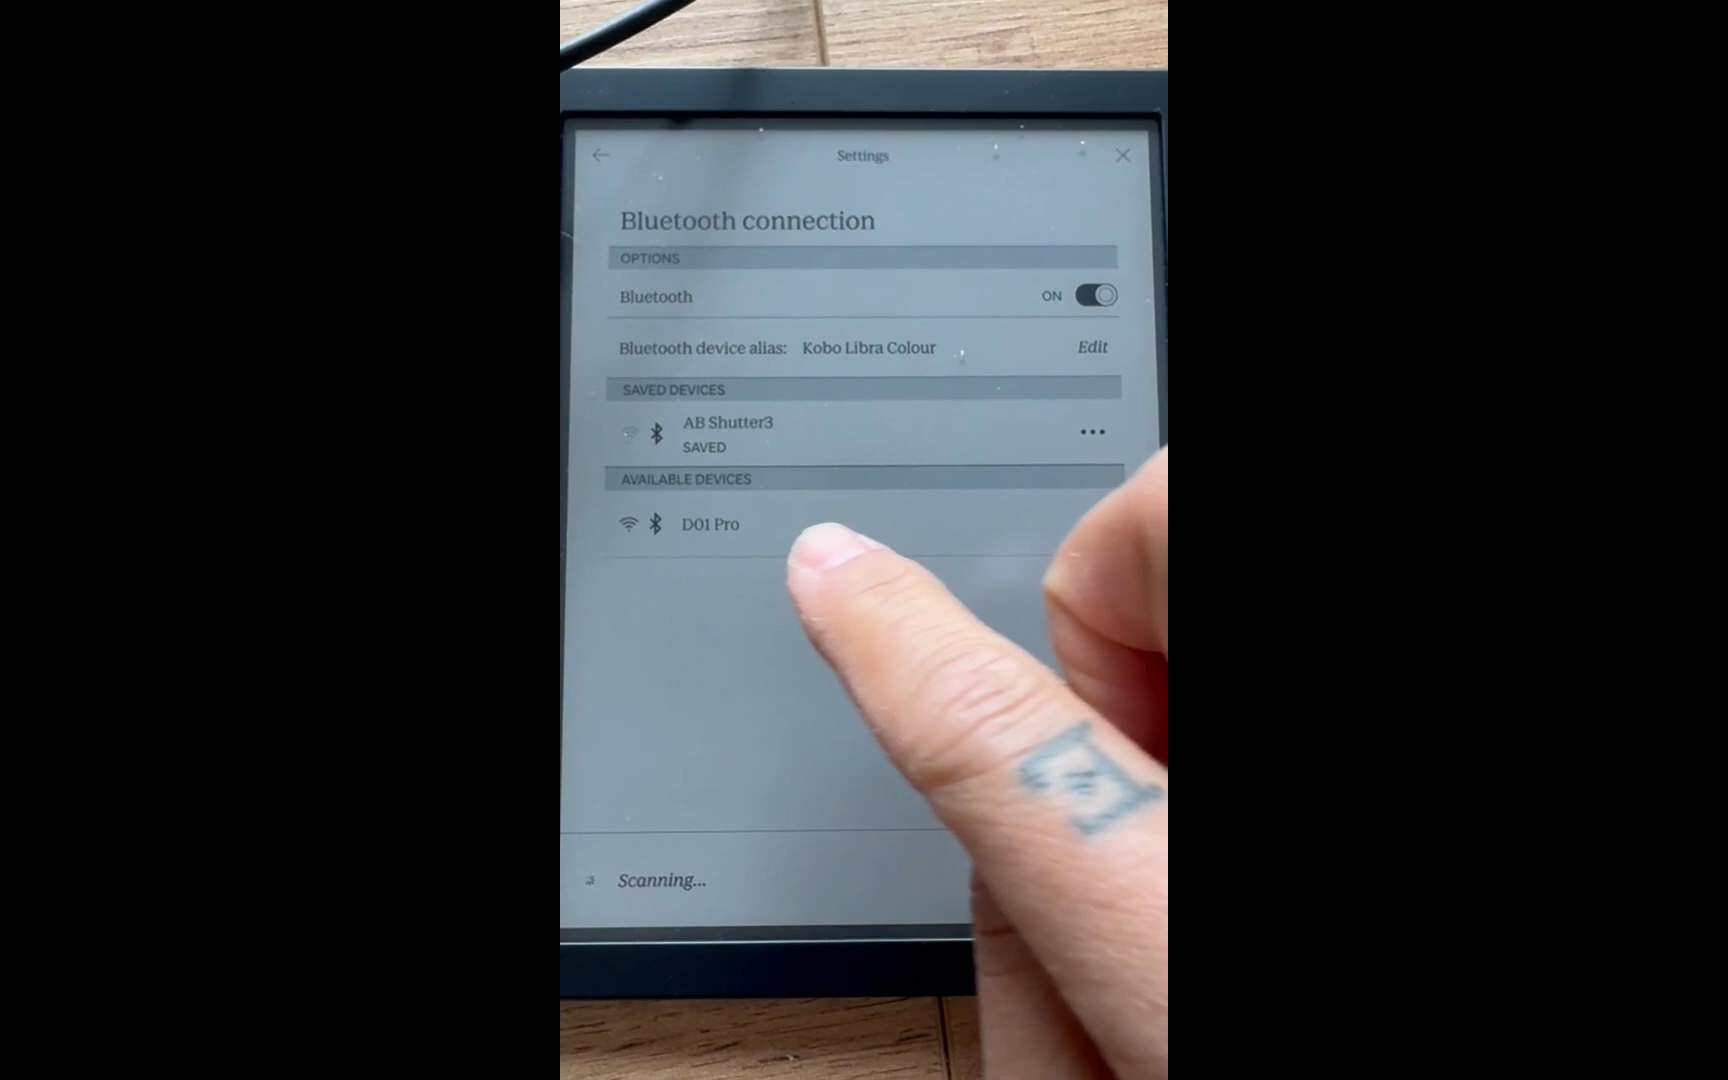 Settings
Bluetooth connection
OPTIONS
Bluetooth ON
Bluetooth device alias: Kobo Libra Colour Edit
SAVED DEVICES
AB Shutter3
SAVED
AVAILABLE DEVICES
D01 Pro
Scanning...